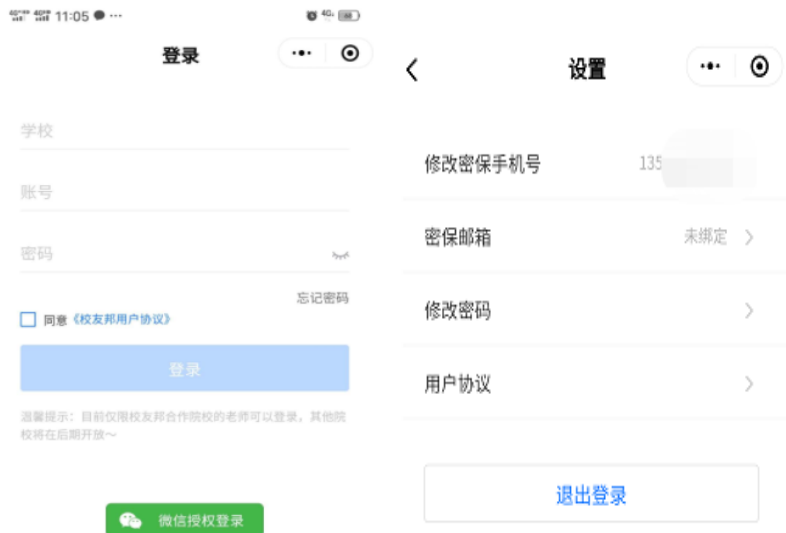 11:05
登录
学校
账号
密码
忘记密码
同意《校友邦用户协议》
登录
温馨提示：目前仅限校友邦合作院校的老师可以登录，其他院
校将在后期开放～
微信授权登录
设置
修改密保手机号 135
密保邮箱 未绑定
修改密码
用户协议
退出登录